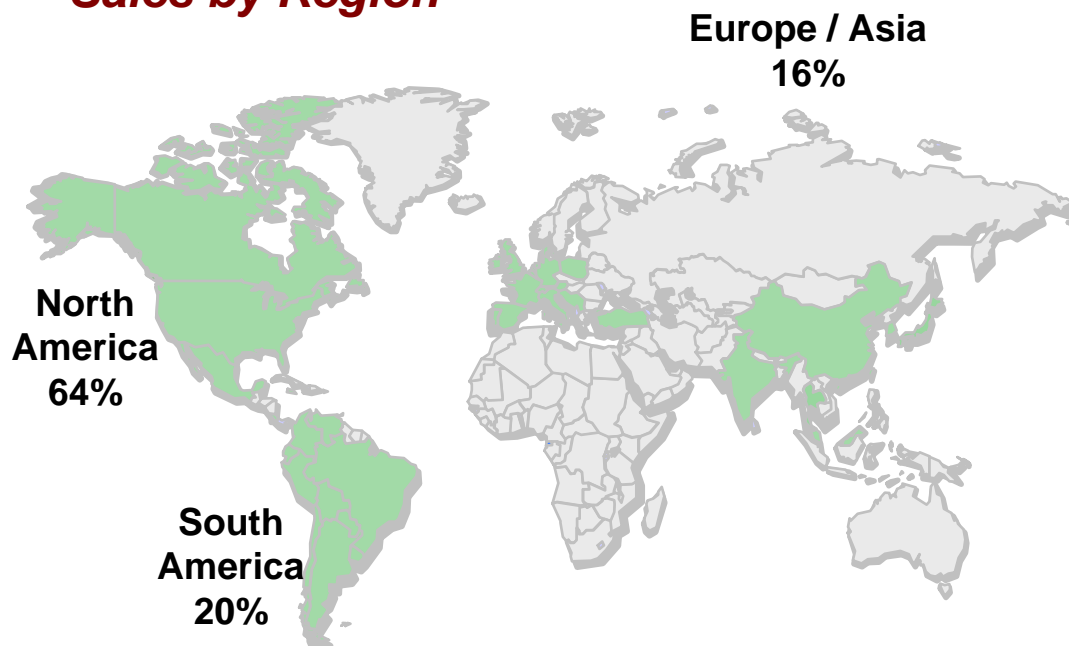 Sales by Region
Europe / Asia
16%
North
America
64%
South
America
20%